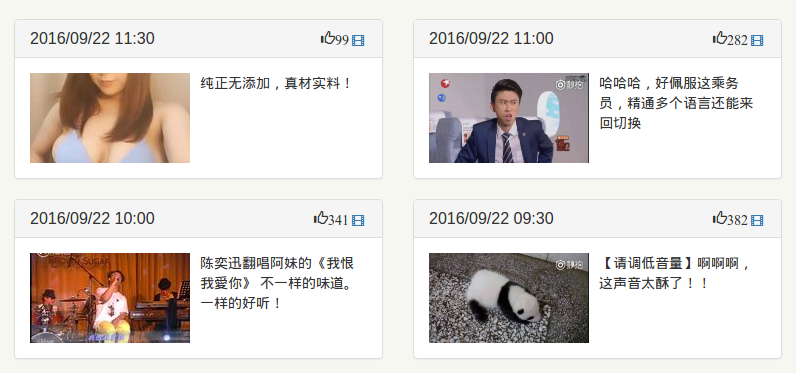 2016/09/22 11:30
99
纯正无添加，真材实料！
2016/09/22 11:00
282
秒拍
哈哈哈，好佩服这乘务
员，精通多个语言还能来
回切换
2016/09/22 10:00
341
陈奕迅翻唱阿妹的《我恨
我愛你》 不一样的味道。
一样的好听！
2016/09/22 09:30
382
秒拍
【请调低音量】啊啊啊，
这声音太酥了！！